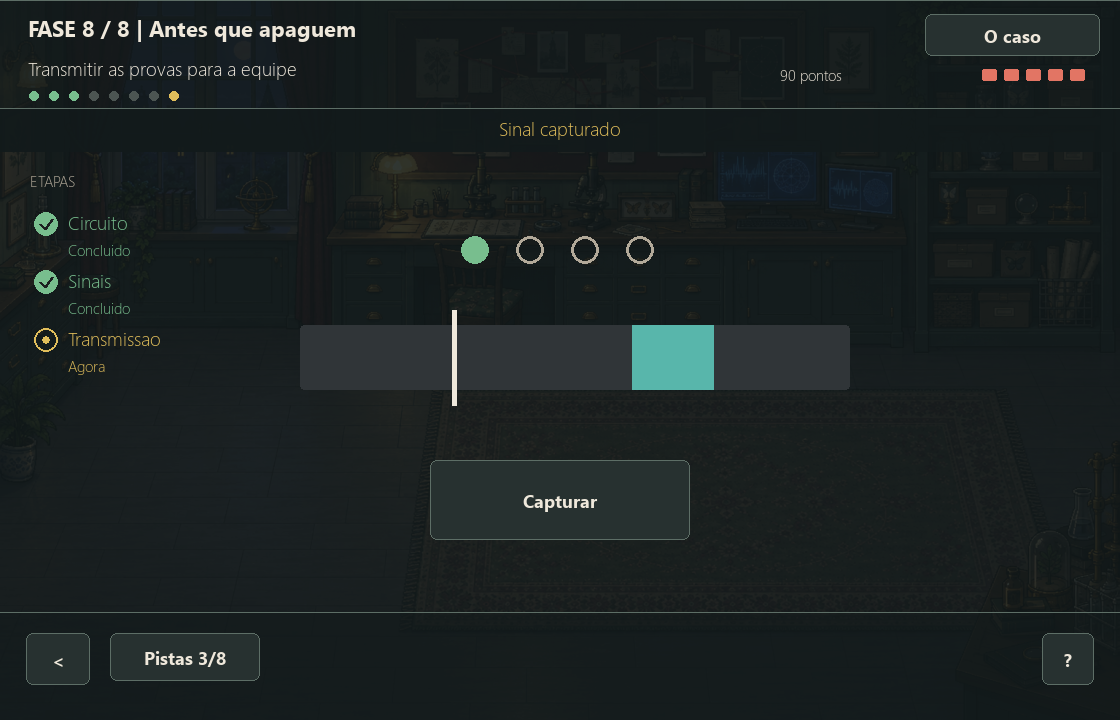 FASE 8 / 8 | Antes que apaguem
O caso
Transmitir as provas para a equipe
90 pontos
Sinal capturado
ETAPAS
Circuito
Concluido
Sinais
Concluido
Transmissao
Agora
Capturar
<
Pistas 3/8
?